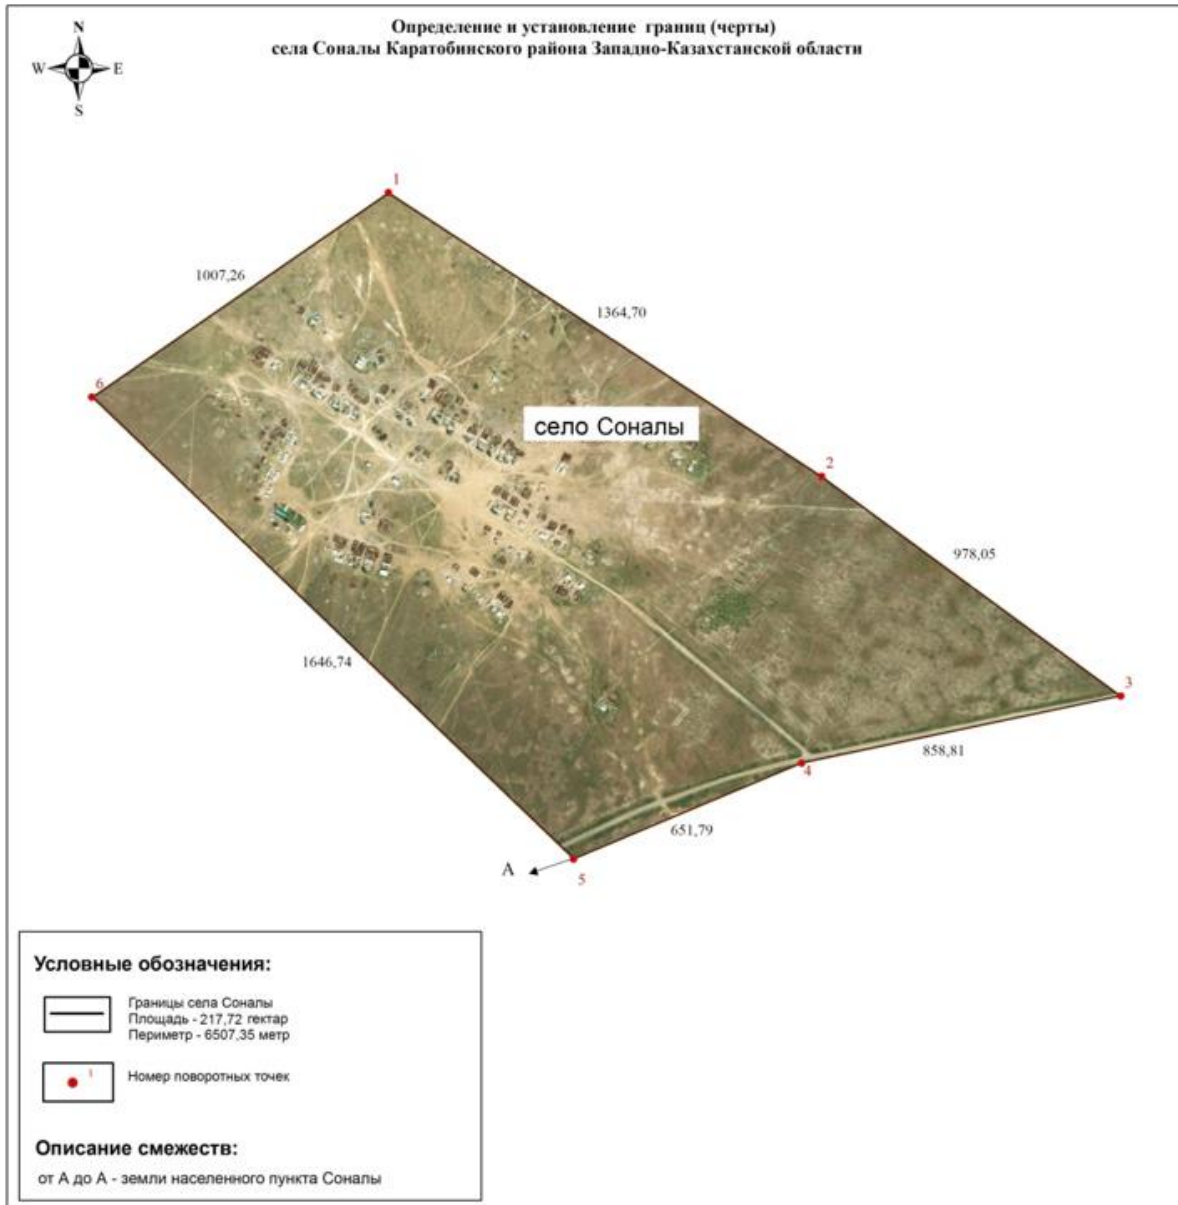 Определение и установление границ (черты)
села Соналы Каратобинского района Западно-Казахстанской области
N
W E
S
1
1007,26
1364,70
6
село Соналы
2
978,05
1646,74
3
858,81
4
651,79
A
5
Условные обозначения:
Границы села Соналы
Площадь - 217,72 гектар
Периметр - 6507,35 метр
1
Номер поворотных точек
Описание смежеств:
от А до А - земли населенного пункта Соналы